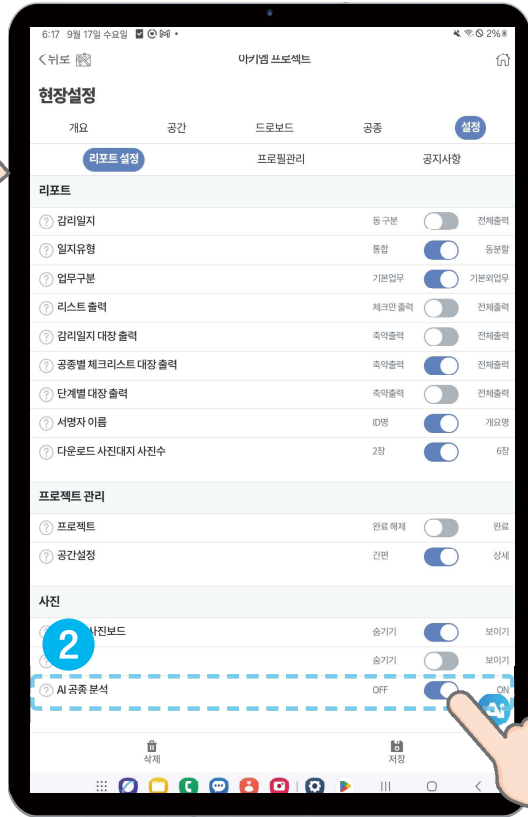 6:17 9월 17일 수요일 2%
<뒤로 아키엠 프로젝트
현장설정
개요 공간 드로보드 공종 설정
리포트 설정 프로필관리 공지사항
리포트
? 감리일지 동 구분 전체출력
? 일지유형 통합 동분할
? 업무구분 기본업무 기본외업무
? 리스트 출력 체크만 출력 전체출력
? 감리일지 대장 출력 축약출력 전체출력
? 공종별 체크리스트 대장 출력 축약출력 전체출력
? 단계별 대장 출력 축약출력 전체출력
? 서명자 이름 ID명 개요명
? 다운로드 사진대지 사진수 2장 6장
프로젝트 관리
? 프로젝트 완료 해제 완료
? 공간설정 간편 상세
사진
사진보드 숨기기 보이기
2
숨기기 보이기
? AI 공종 분석 OFF ON
Ai
삭제 저장